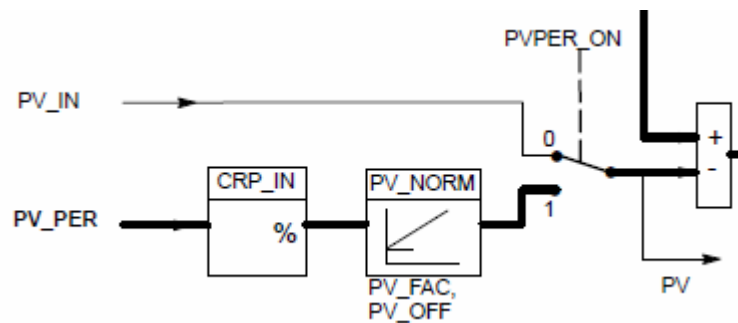 PVPER_ON
PV_IN
0
+
CRP_IN
PV_NORM
-
1
PV_PER
%
PV_FAC,
PV_OFF
PV